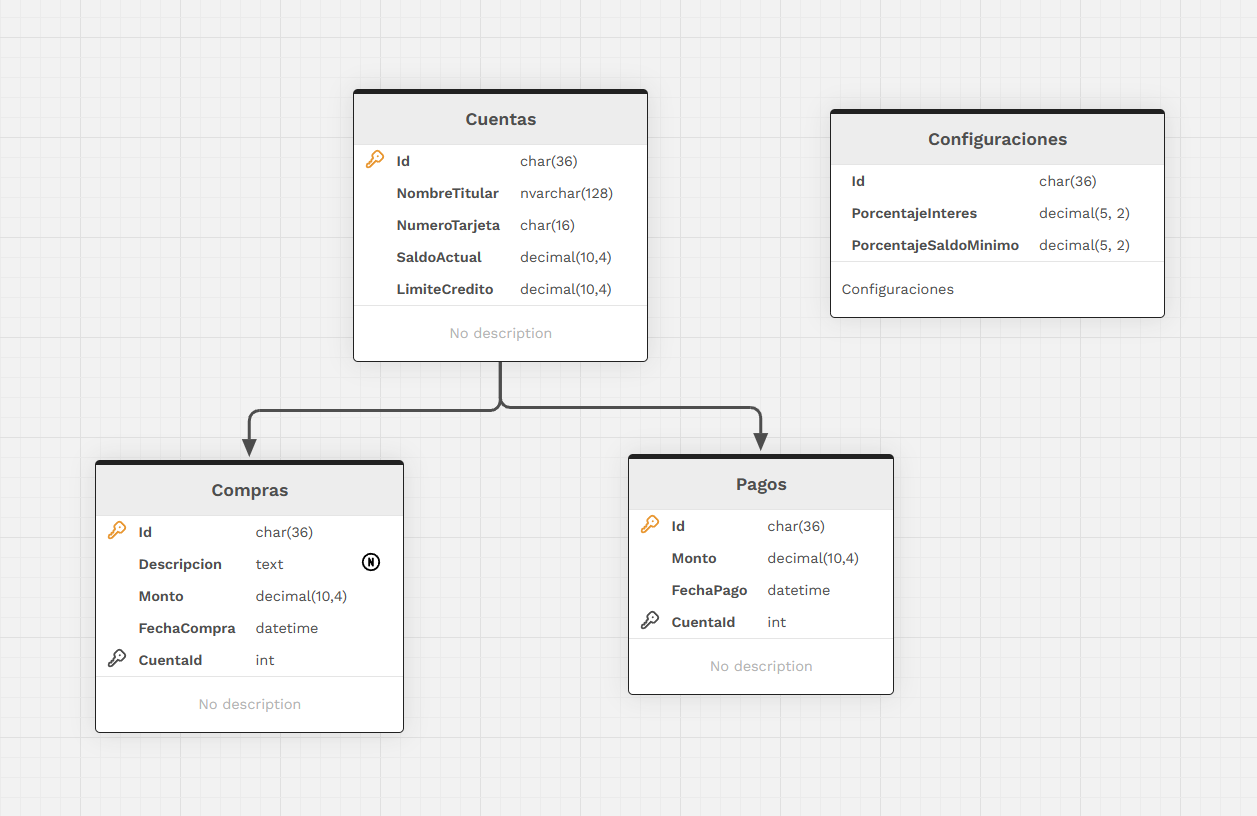 Cuentas
Id char(36)
NombreTitular nvarchar(128)
NumeroTarjeta char(16)
SaldoActual decimal(10,4)
LimiteCredito decimal(10,4)
No description
Configuraciones
Id char(36)
PorcentajeInteres decimal(5, 2)
PorcentajeSaldoMinimo decimal(5, 2)
Configuraciones
Compras
Id char(36)
Descripcion text N
Monto decimal(10,4)
FechaCompra datetime
CuentaId int
No description
Pagos
Id char(36)
Monto decimal(10,4)
FechaPago datetime
CuentaId int
No description